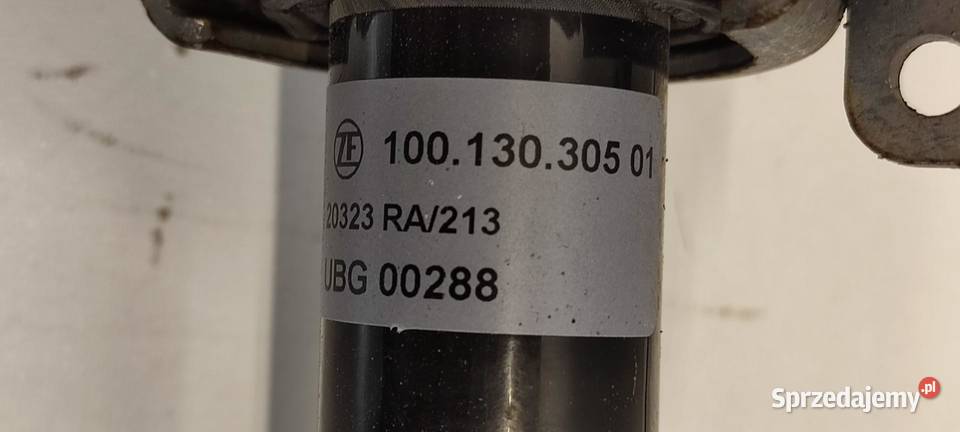 ZF 100.130.305 01
20323 RA/213
UBG 00288
Sprzedajemy.pl